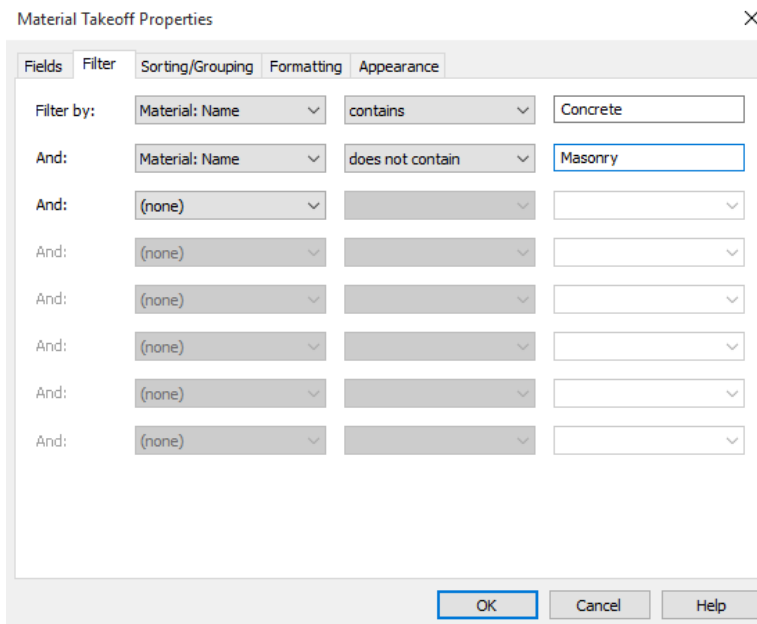 Material Takeoff Properties
Fields Filter Sorting/Grouping Formatting Appearance
Filter by: Material: Name contains Concrete
And: Material: Name does not contain Masonry
And: (none)
And: (none)
And: (none)
And: (none)
And: (none)
And: (none)
OK Cancel Help